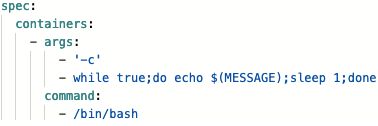 spec:
  containers:
    - args:
        - '-c'
        - while true;do echo $(MESSAGE);sleep 1;done
      command:
        - /bin/bash